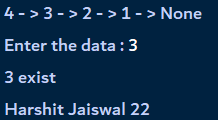 4 - > 3 - > 2 - > 1 - > None
Enter the data : 3
3 exist
Harshit Jaiswal 22